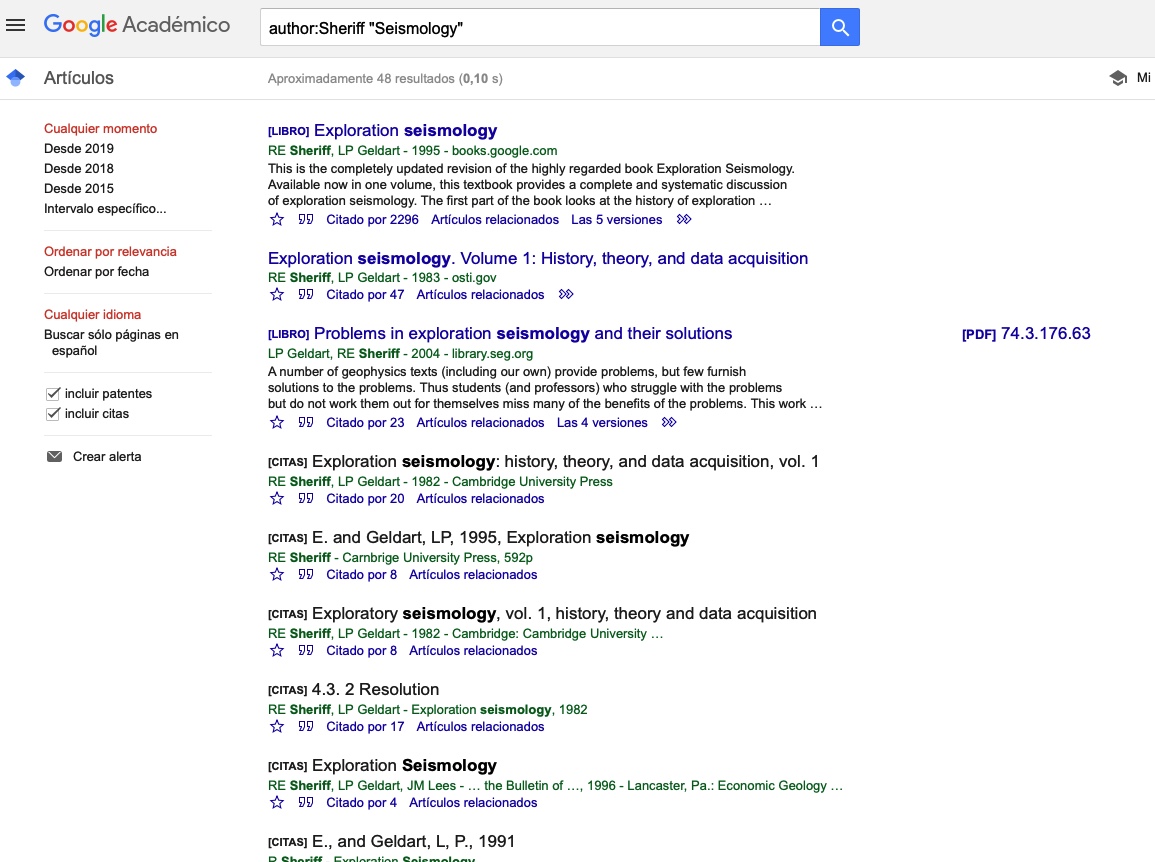 Google Académico
author:Sheriff "Seismology"
Artículos
Aproximadamente 48 resultados (0,10 s)
Mi
Cualquier momento
Desde 2019
Desde 2018
Desde 2015
Intervalo específico...
Ordenar por relevancia
Ordenar por fecha
Cualquier idioma
Buscar sólo páginas en
español
incluir patentes
incluir citas
Crear alerta
[LIBRO] Exploration seismology
RE Sheriff, LP Geldart - 1995 - books.google.com
This is the completely updated revision of the highly regarded book Exploration Seismology.
Available now in one volume, this textbook provides a complete and systematic discussion
of exploration seismology. The first part of the book looks at the history of exploration …
Citado por 2296 Artículos relacionados Las 5 versiones
Exploration seismology. Volume 1: History, theory, and data acquisition
RE Sheriff, LP Geldart - 1983 - osti.gov
Citado por 47 Artículos relacionados
[LIBRO] Problems in exploration seismology and their solutions
[PDF] 74.3.176.63
LP Geldart, RE Sheriff - 2004 - library.seg.org
A number of geophysics texts (including our own) provide problems, but few furnish
solutions to the problems. Thus students (and professors) who struggle with the problems
but do not work them out for themselves miss many of the benefits of the problems. This work …
Citado por 23 Artículos relacionados Las 4 versiones
[CITAS] Exploration seismology: history, theory, and data acquisition, vol. 1
RE Sheriff, LP Geldart - 1982 - Cambridge University Press
Citado por 20 Artículos relacionados
[CITAS] E. and Geldart, LP, 1995, Exploration seismology
RE Sheriff - Carnbrige University Press, 592p
Citado por 8 Artículos relacionados
[CITAS] Exploratory seismology, vol. 1, history, theory and data acquisition
RE Sheriff, LP Geldart - 1982 - Cambridge: Cambridge University …
Citado por 8 Artículos relacionados
[CITAS] 4.3. 2 Resolution
RE Sheriff, LP Geldart - Exploration seismology, 1982
Citado por 17 Artículos relacionados
[CITAS] Exploration Seismology
RE Sheriff, LP Geldart, JM Lees - … the Bulletin of …, 1996 - Lancaster, Pa.: Economic Geology …
Citado por 4 Artículos relacionados
[CITAS] E., and Geldart, L, P., 1991
R Sheriff - Exploration Seismology